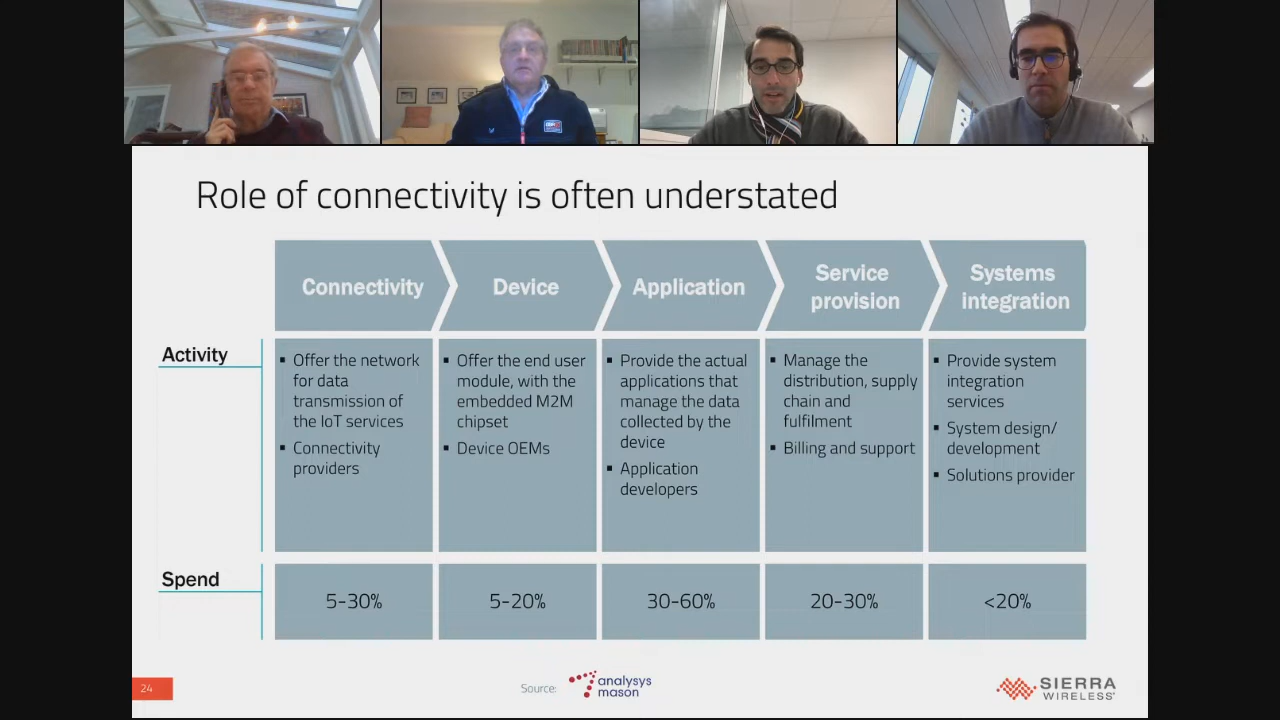 Role of connectivity is often understated
Connectivity
Device
Application
Service
provision
Systems
integration
Activity
▪ Offer the network
for data
transmission of
the IoT services
▪ Connectivity
providers
▪ Offer the end user
module, with the
embedded M2M
chipset
▪ Device OEMs
▪ Provide the actual
applications that
manage the data
collected by the
device
▪ Application
developers
▪ Manage the
distribution, supply
chain and
fulfilment
▪ Billing and support
▪ Provide system
integration
services
▪ System design/
development
▪ Solutions provider
Spend
5-30%
5-20%
30-60%
20-30%
<20%
24
Source:
analysys
mason
SIERRA
WIRELESS